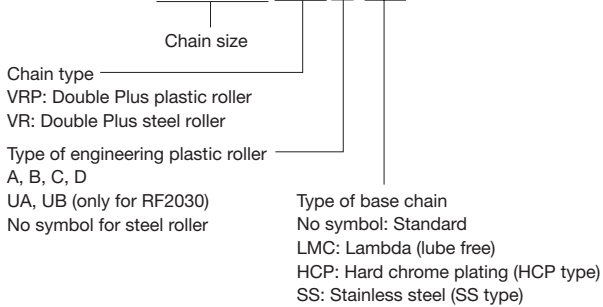 Chain size
Chain type
VRP: Double Plus plastic roller
VR: Double Plus steel roller
Type of engineering plastic roller
A, B, C, D
UA, UB (only for RF2030)
No symbol for steel roller
Type of base chain
No symbol: Standard
LMC: Lambda (lube free)
HCP: Hard chrome plating (HCP type)
SS: Stainless steel (SS type)